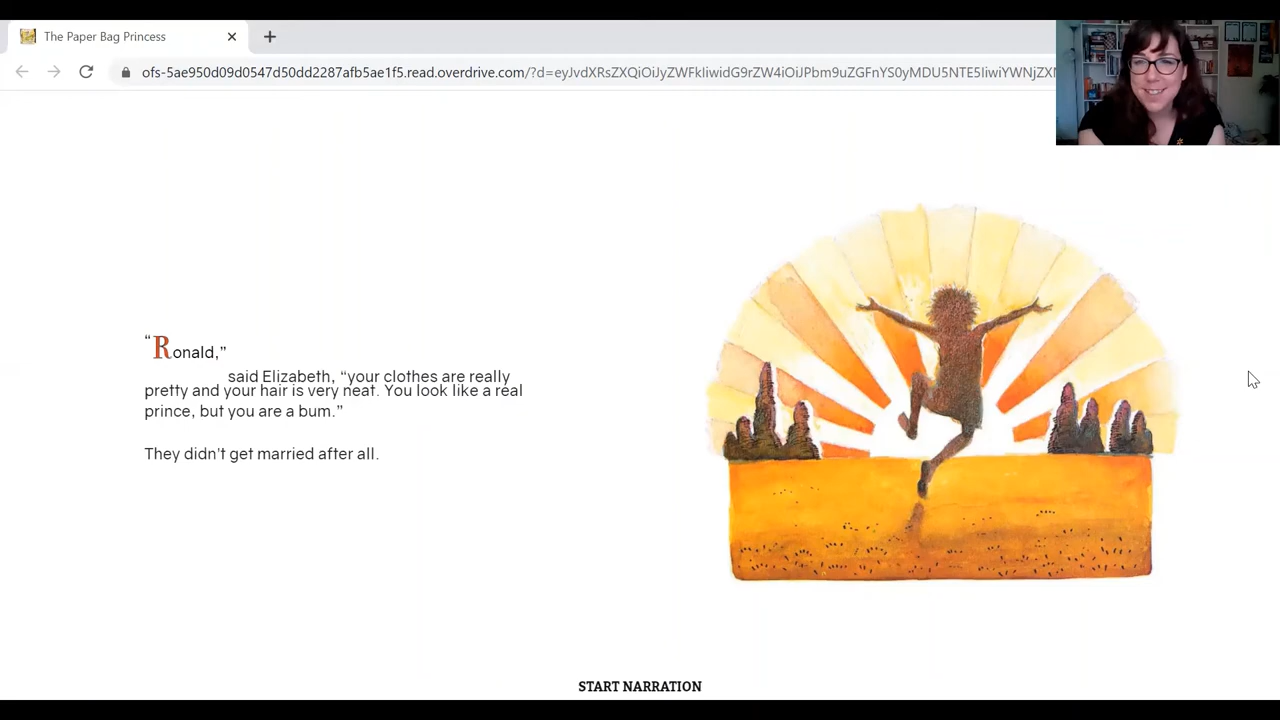 The Paper Bag Princess
ofs-5ae950d09d0547d50dd2287afb5ae1f5.read.overdrive.com/?d=eyJvdXRsZXQiOiJyZWFkIiwidG9rZW4iOiJPbm9uZGFnYS0yMDU5NTE5IiwiYWNjZXN
“Ronald,”
said Elizabeth, “your clothes are really
pretty and your hair is very neat. You look like a real
prince, but you are a bum.”
They didn’t get married after all.
START NARRATION